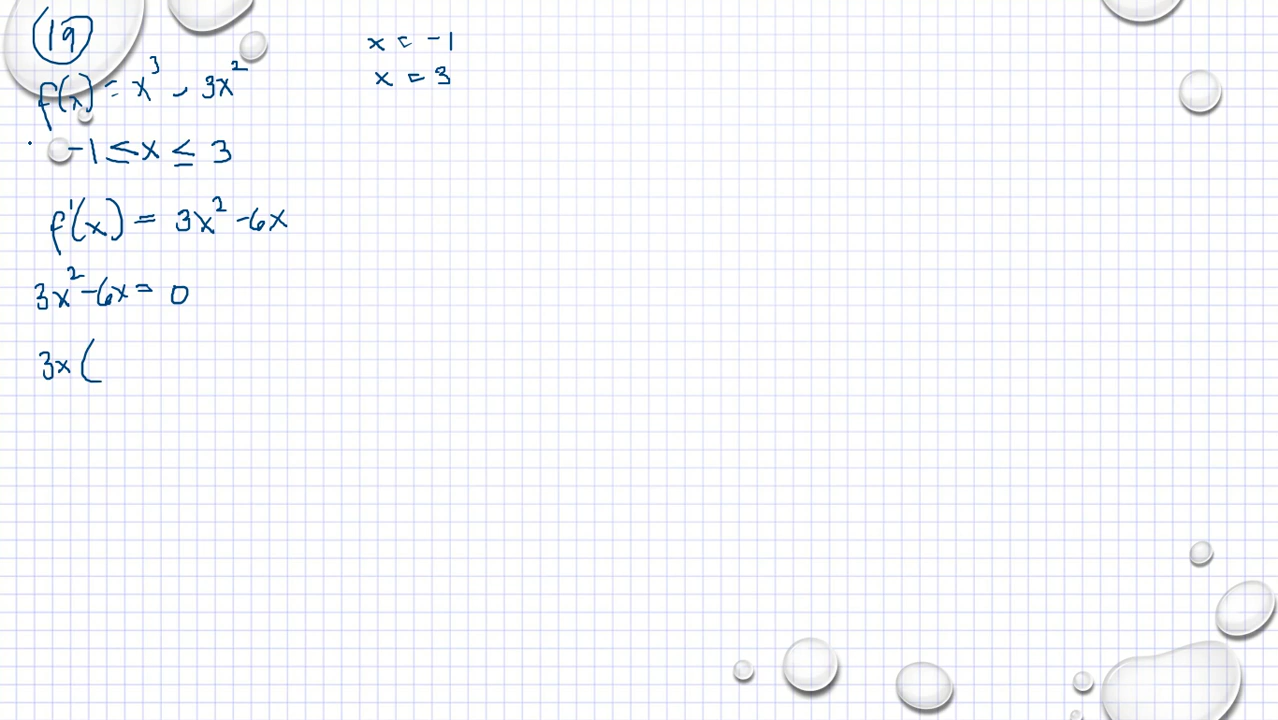 19
f(x) = x³ - 3x²
-1 ≤ x ≤ 3
f'(x) = 3x² - 6x
3x² - 6x = 0
3x (
x = -1
x = 3